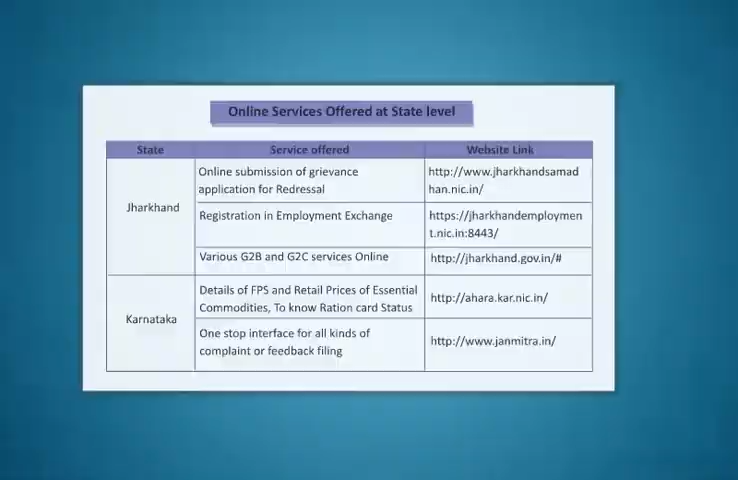 Online Services Offered at State level
State Service offered Website Link
Jharkhand
Online submission of grievance
application for Redressal
http://www.jharkhandsamad
han.nic.in/
Registration in Employment Exchange
https://jharkhandemploymen
t.nic.in:8443/
Various G2B and G2C services Online
http://jharkhand.gov.in/#
Karnataka
Details of FPS and Retail Prices of Essential
Commodities, To know Ration card Status
http://ahara.kar.nic.in/
One stop interface for all kinds of
complaint or feedback filing
http://www.janmitra.in/